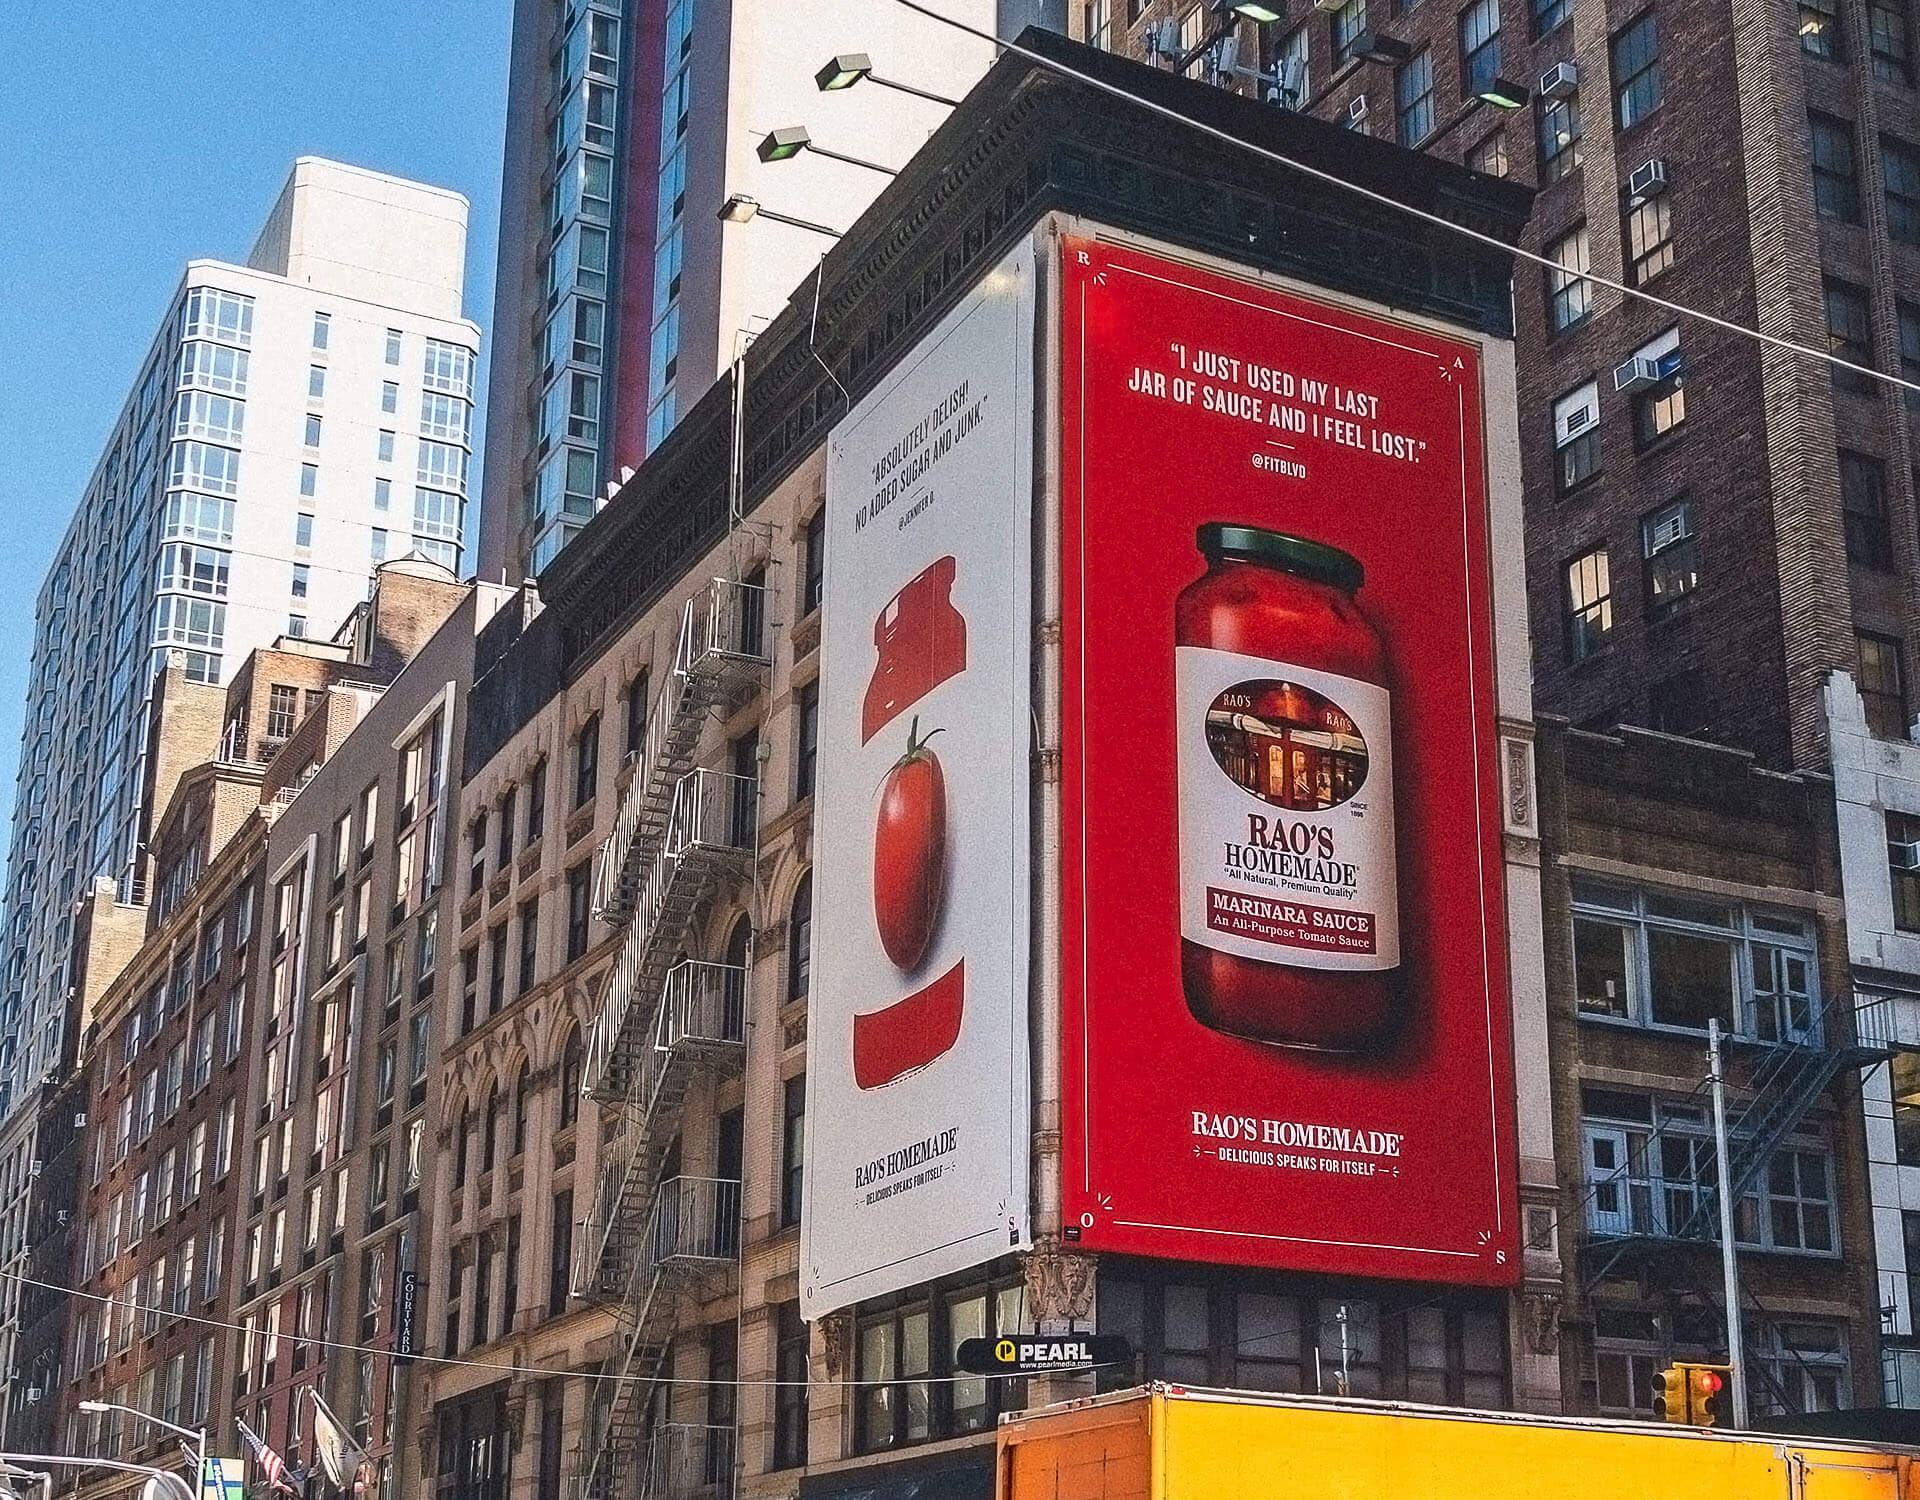 "ABSOLUTELY DELISH!
NO ADDED SUGAR AND JUNK."
@JENNIFER O.
RAO'S HOMEMADE®
DELICIOUS SPEAKS FOR ITSELF
R
A
O
S
R
A
"I JUST USED MY LAST
JAR OF SAUCE AND I FEEL LOST."
@FITBLVD
RAO'S
RAO'S
SINCE
1896
RAO'S
HOMEMADE®
"All Natural, Premium Quality"
MARINARA SAUCE
An All-Purpose Tomato Sauce
RAO'S HOMEMADE®
DELICIOUS SPEAKS FOR ITSELF
O
S
COURTYARD
P PEARL
www.pearlmedia.com